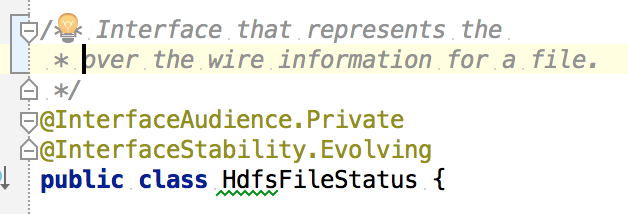 /** Interface that represents the
 * over the wire information for a file.
 */
@InterfaceAudience.Private
@InterfaceStability.Evolving
public class HdfsFileStatus {